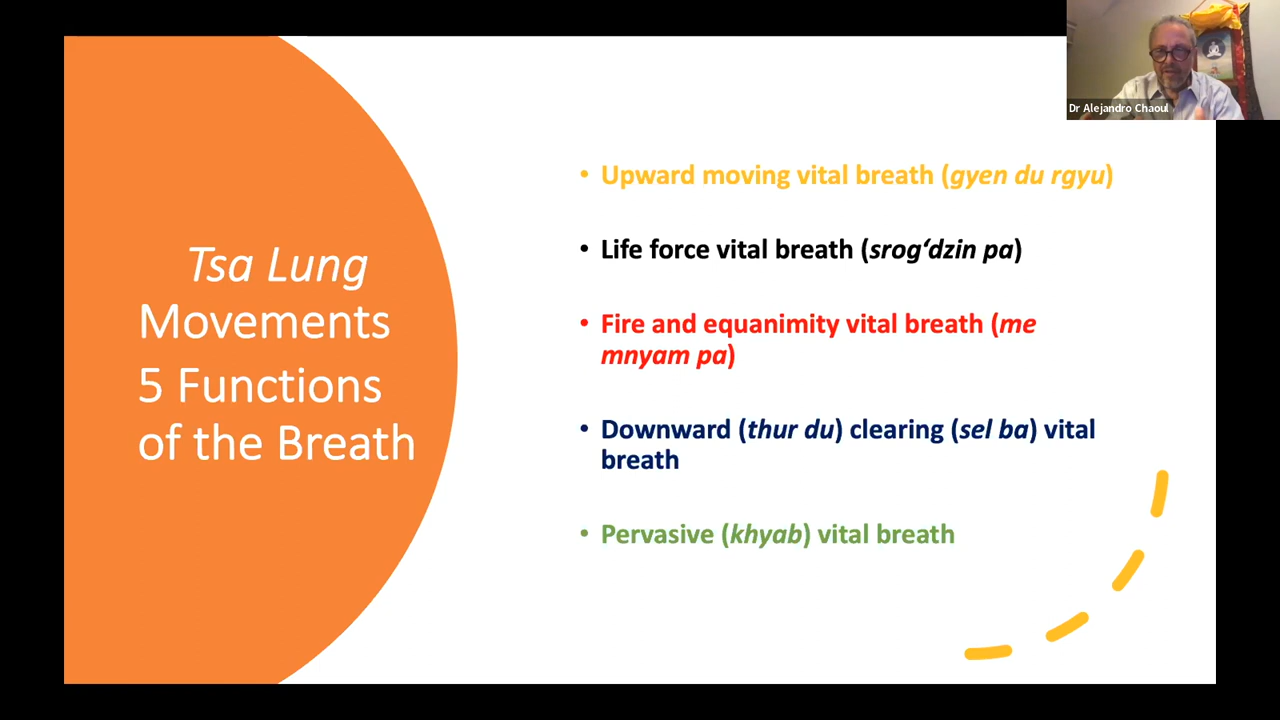 Tsa Lung
Movements
5 Functions
of the Breath
• Upward moving vital breath (gyen du rgyu)
• Life force vital breath (srog‘dzin pa)
• Fire and equanimity vital breath (me
mnyam pa)
• Downward (thur du) clearing (sel ba) vital
breath
• Pervasive (khyab) vital breath
Dr Alejandro Chaoul